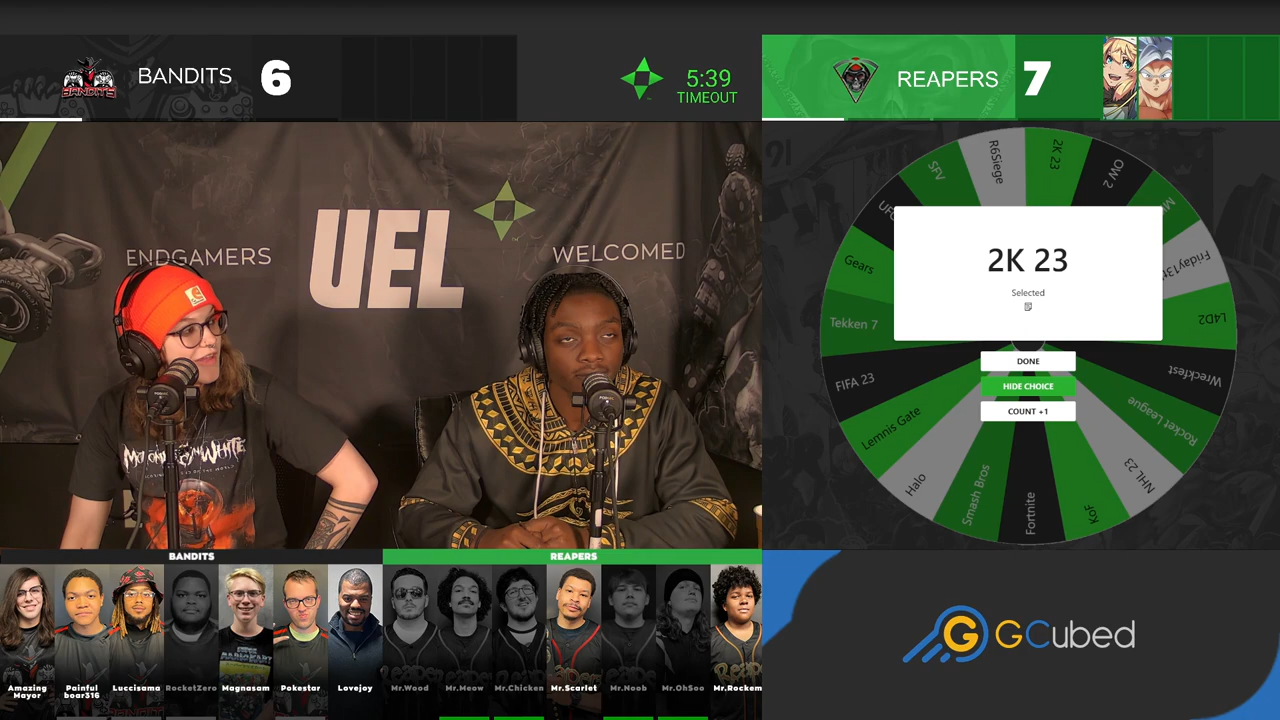 BANDITS
6
5:39
TIMEOUT
REAPERS
7
ENDGAMERS
UEL
WELCOMED
2K 23
Selected
DONE
HIDE CHOICE
COUNT +1
SFV
R6Siege
2K 23
OW 2
Friday13th
L4D2
Wreckfest
Rocket League
NHL 23
KoF
Fortnite
Smash Bros
Halo
Lemnis Gate
FIFA 23
Tekken 7
Gears
BANDITS
REAPERS
Amazing
Mayor
Painful
boar316
Luccisama
RocketZero
Magnasam
Pokestar
Lovejoy
Mr.Wood
Mr.Meow
Mr.Chicken
Mr.Scarlet
Mr.Noob
Mr.OhSoo
Mr.Rockem
GCubed